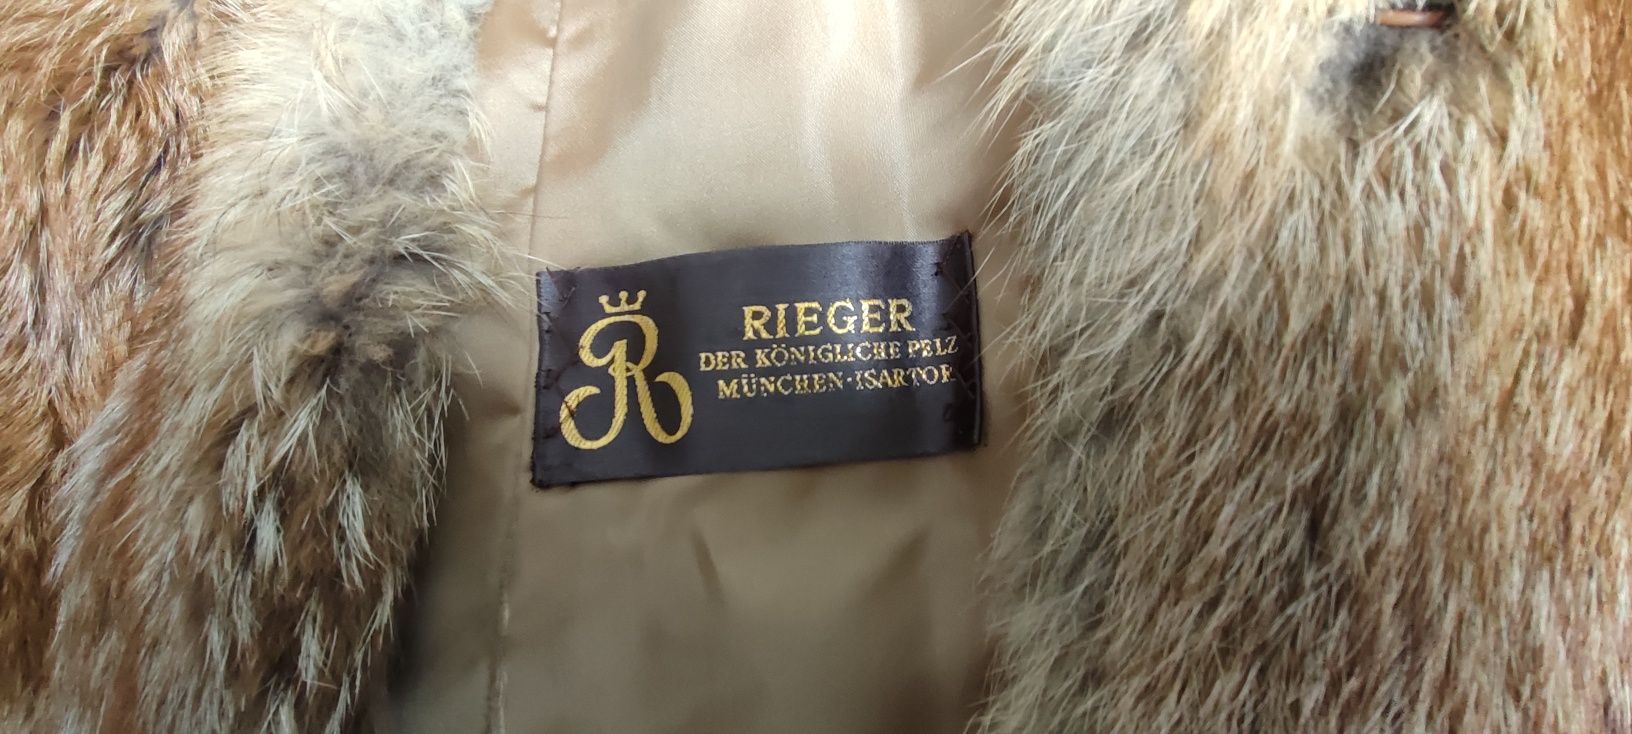 R
RIEGER
DER KÖNIGLICHE PELZ
MÜNCHEN-ISARTOR